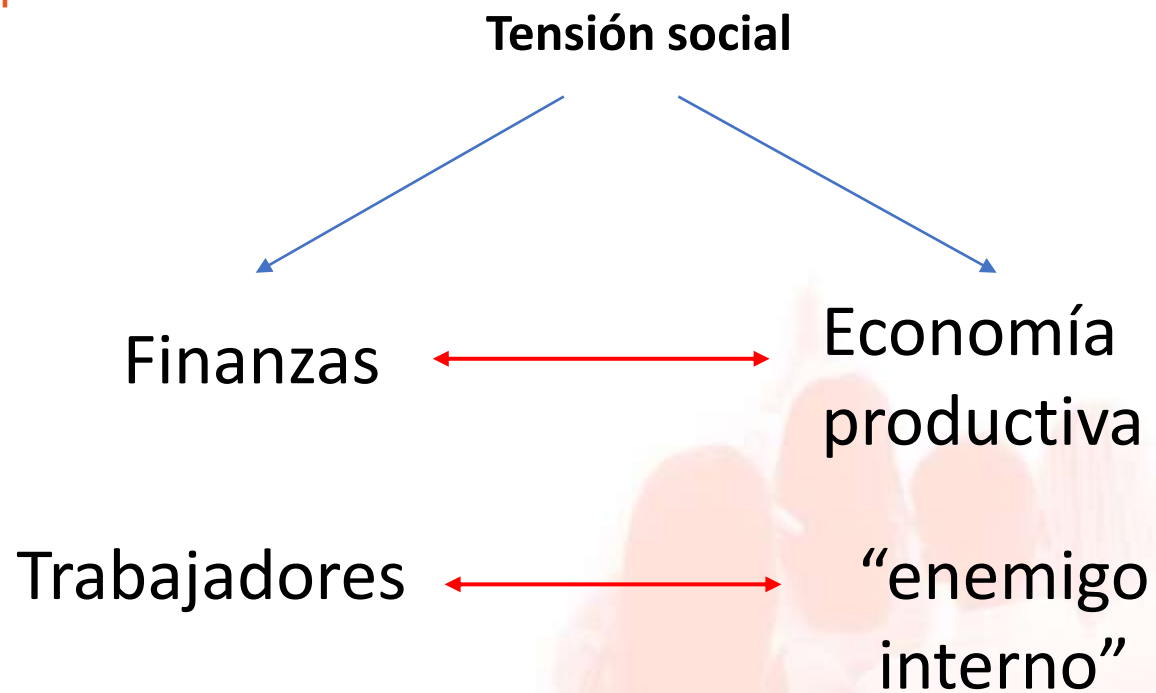 Tensión social
Finanzas
Economía
productiva
Trabajadores
“enemigo
interno”